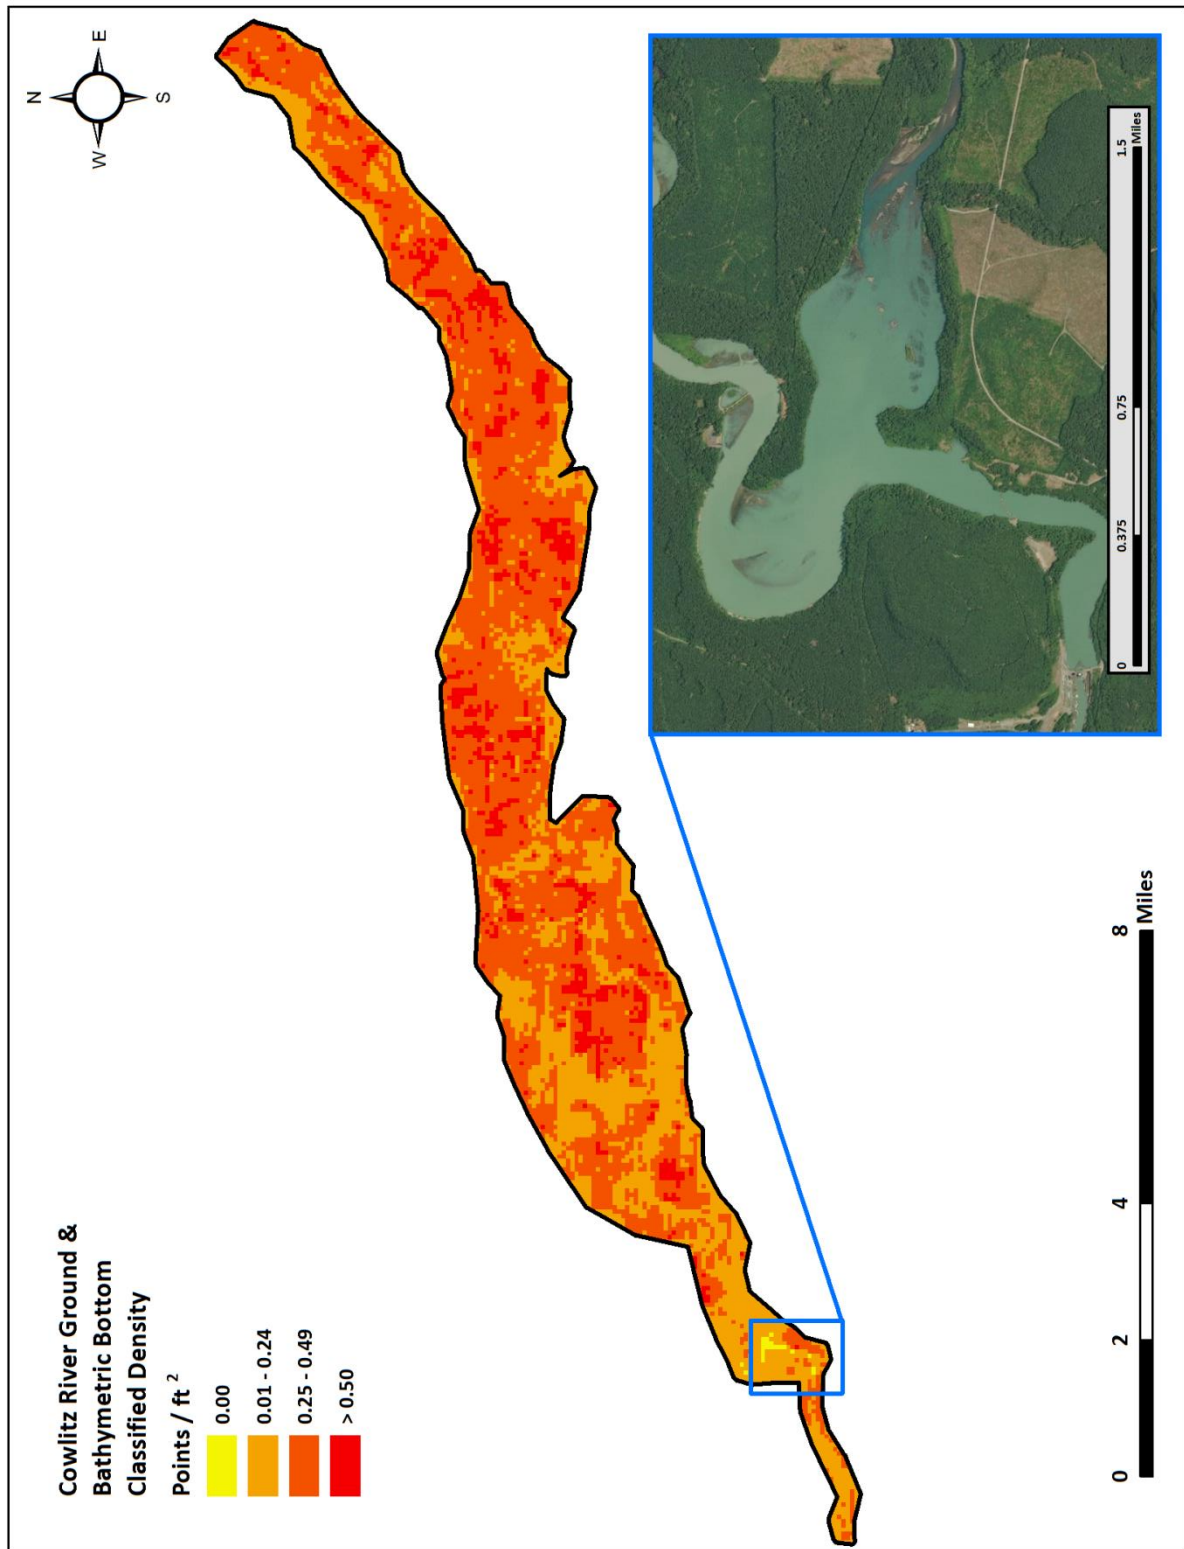 Cowlitz River Ground &
Bathymetric Bottom
Classified Density
Points / ft ²
0.00
0.01 - 0.24
0.25 - 0.49
> 0.50
N
W
E
S
0 2 4 8
Miles
0 0.375 0.75 1.5
Miles